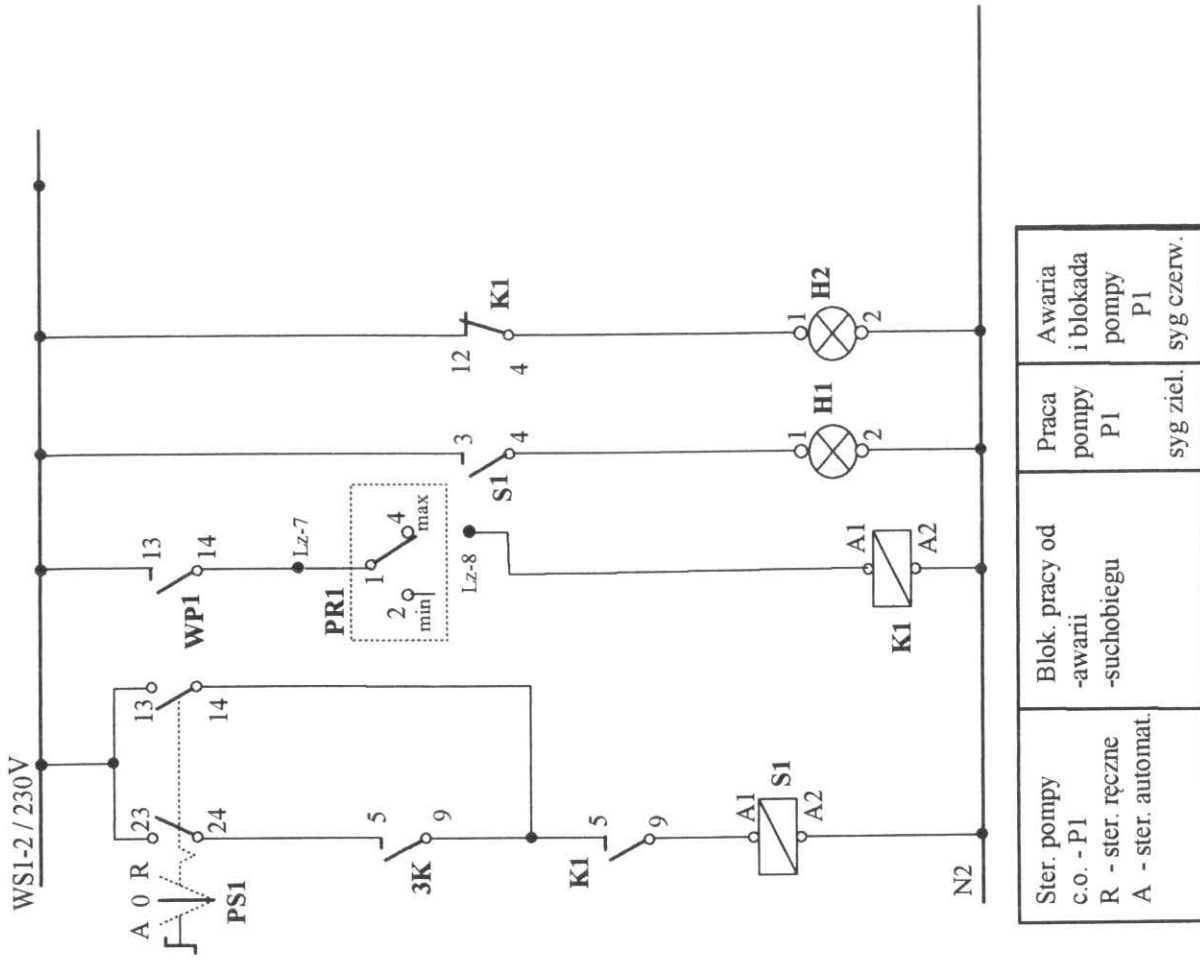 WS1-2 / 230V
A 0 R
PS1
23
24
13
14
5
3K
9
K1
5
9
A1
S1
A2
N2
13
WP1
14
Lz-7
PR1
1
2
4
min
max
Lz-8
A1
K1
A2
3
S1
4
1
H1
2
12
K1
4
1
H2
2
Ster. pompy
c.o. - P1
R - ster. ręczne
A - ster. automat.
Blok. pracy od
-awarii
-suchobiegu
Praca
pompy
P1
syg ziel.
Awaria
i blokada
pompy
P1
syg czerw.